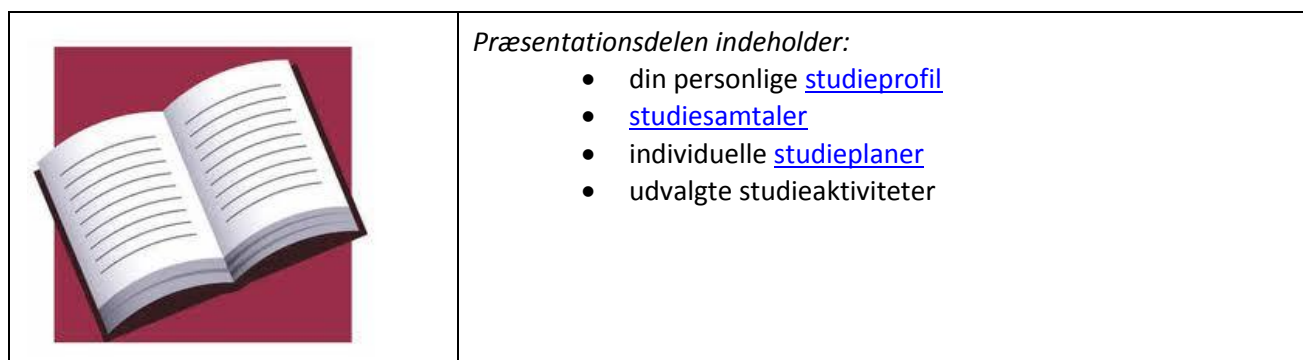 Præsentationsdelen indeholder:
• din personlige studieprofil
• studiesamtaler
• individuelle studieplaner
• udvalgte studieaktiviteter